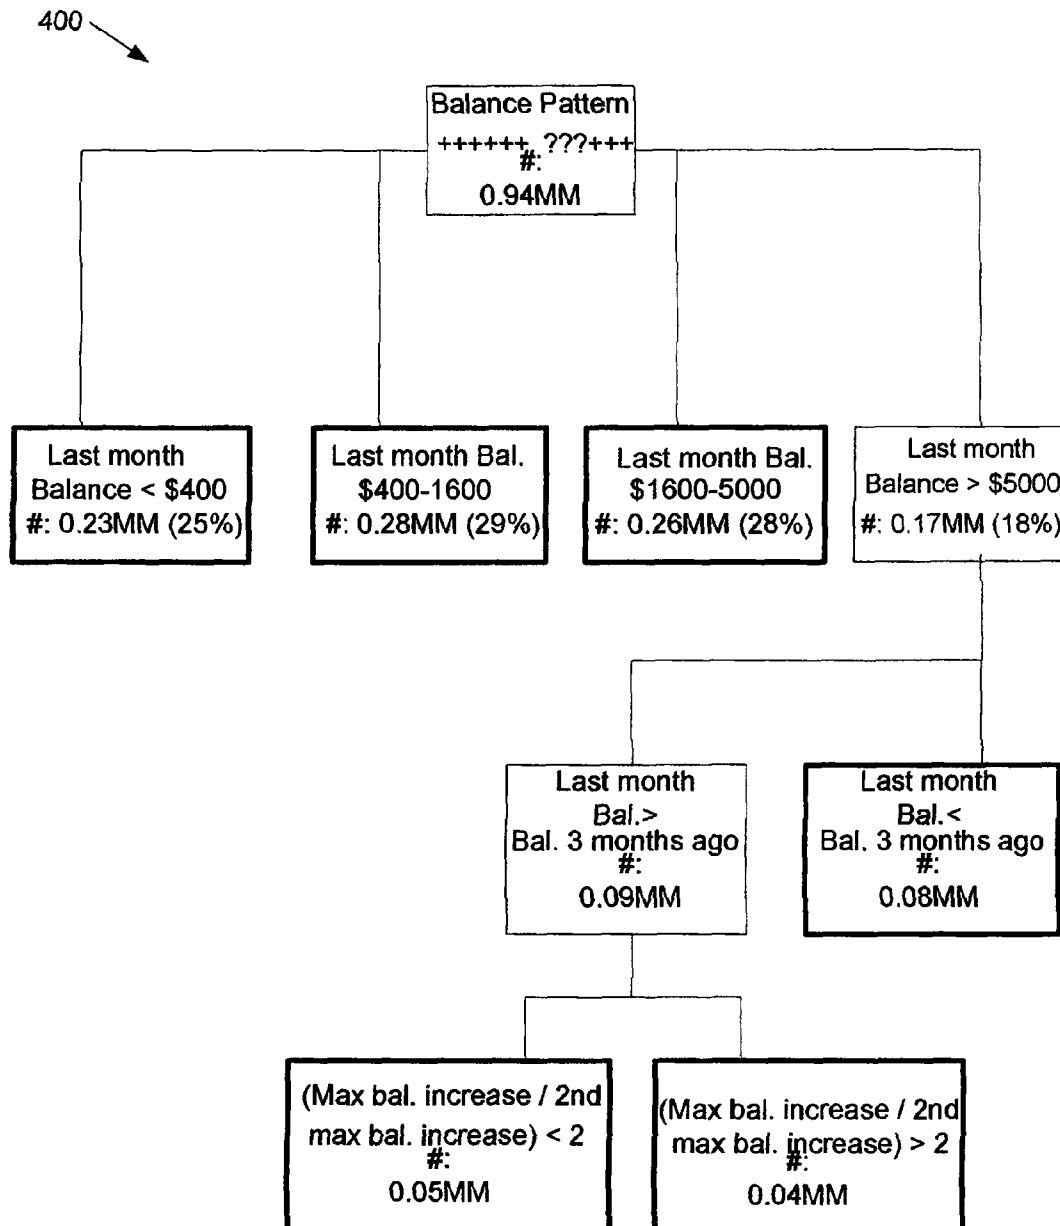 400
Balance Pattern
++++++ ???+++
#:
0.94MM
Last month
Balance < $400
#: 0.23MM (25%)
Last month Bal.
$400-1600
#: 0.28MM (29%)
Last month Bal.
$1600-5000
#: 0.26MM (28%)
Last month
Balance > $5000
#: 0.17MM (18%)
Last month
Bal.>
Bal. 3 months ago
#:
0.09MM
Last month
Bal.<
Bal. 3 months ago
#:
0.08MM
(Max bal. increase / 2nd
max bal. increase) < 2
#:
0.05MM
(Max bal. increase / 2nd
max bal. increase) > 2
#:
0.04MM